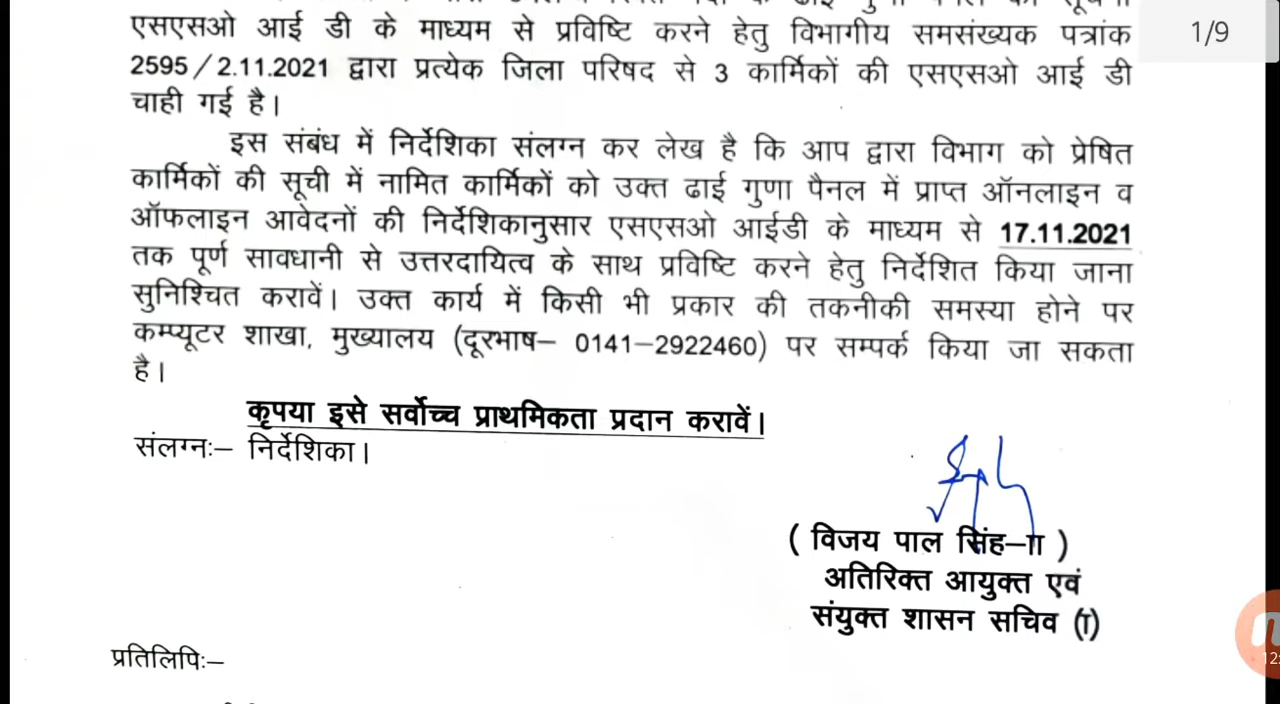 एसएसओ आई डी के माध्यम से प्रविष्टि करने हेतु विभागीय समसंख्यक पत्रांक
1/9
2595/2.11.2021 द्वारा प्रत्येक जिला परिषद से 3 कार्मिकों की एसएसओ आई डी
चाही गई है।
इस संबंध में निर्देशिका संलग्न कर लेख है कि आप द्वारा विभाग को प्रेषित
कार्मिकों की सूची में नामित कार्मिकों को उक्त ढाई गुणा पैनल में प्राप्त ऑनलाइन व
ऑफलाइन आवेदनों की निर्देशिकानुसार एसएसओ आईडी के माध्यम से 17.11.2021
तक पूर्ण सावधानी से उत्तरदायित्व के साथ प्रविष्टि करने हेतु निर्देशित किया जाना
सुनिश्चित करावें। उक्त कार्य में किसी भी प्रकार की तकनीकी समस्या होने पर
कम्प्यूटर शाखा, मुख्यालय (दूरभाष– 0141–2922460) पर सम्पर्क किया जा सकता
है।
कृपया इसे सर्वोच्च प्राथमिकता प्रदान करावें।
संलग्नः– निर्देशिका।
( विजय पाल सिंह–II )
अतिरिक्त आयुक्त एवं
संयुक्त शासन सचिव (I)
प्रतिलिपिः–
12: